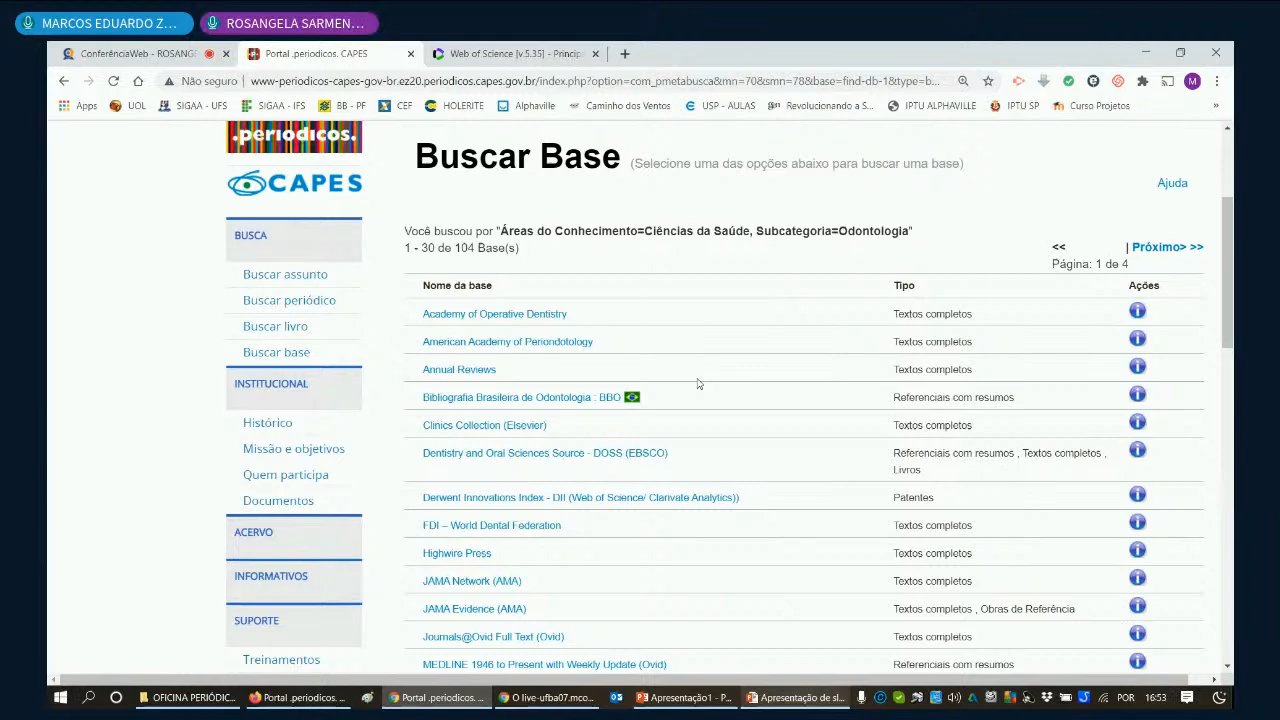 MARCOS EDUARDO Z...
ROSANGELA SARMEN...
ConferênciaWeb - ROSANGE
Portal .periodicos. CAPES
Web of Science [v.5.35] - Princip
Não seguro
www-periodicos-capes-gov-br.ez20.periodicos.capes.gov.br/index.php?option=com_pmetabusca&mn=70&smn=78&base=find-db-1&type=b...
M
Apps
UOL
SIGAA - UFS
SIGAA - IFS
BB - PF
CEF
HOLERITE
Alphaville
Caminho dos Ventos
USP - AULAS
Revolucionando a S...
IPTU ALPHAVILLE
IPTU SP
Curso Projetos
.periodicos.
CAPES
Buscar Base (Selecione uma das opções abaixo para buscar uma base)
Ajuda
BUSCA
Buscar assunto
Buscar periódico
Buscar livro
Buscar base
INSTITUCIONAL
Histórico
Missão e objetivos
Quem participa
Documentos
ACERVO
INFORMATIVOS
SUPORTE
Treinamentos
Você buscou por "Áreas do Conhecimento=Ciências da Saúde, Subcategoria=Odontologia"
1 - 30 de 104 Base(s)
<< | Próximo> >>
Página: 1 de 4
Nome da base Tipo Ações
Academy of Operative Dentistry Textos completos
American Academy of Periondotology Textos completos
Annual Reviews Textos completos
Bibliografia Brasileira de Odontologia : BBO Referenciais com resumos
Clinics Collection (Elsevier) Textos completos
Dentistry and Oral Sciences Source - DOSS (EBSCO) Referenciais com resumos , Textos completos ,
Livros
Derwent Innovations Index - DII (Web of Science/ Clarivate Analytics)) Patentes
FDI – World Dental Federation Textos completos
Highwire Press Textos completos
JAMA Network (AMA) Textos completos
JAMA Evidence (AMA) Textos completos , Obras de Referência
Journals@Ovid Full Text (Ovid) Textos completos
MEDLINE 1946 to Present with Weekly Update (Ovid) Referenciais com resumos
OFICINA PERIÓDIC...
Portal .periodicos. ...
Portal .periodicos. ...
O live-ufba07.mco...
Apresentação1 - P...
Apresentação de sl...
POR
16:53